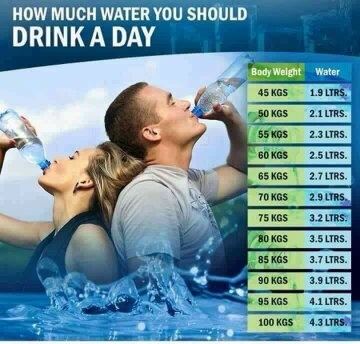 HOW MUCH WATER YOU SHOULD
DRINK A DAY
Body Weight Water
45 KGS 1.9 LTRS.
50 KGS 2.1 LTRS.
55 KGS 2.3 LTRS.
60 KGS 2.5 LTRS.
65 KGS 2.7 LTRS.
70 KGS 2.9 LTRS.
75 KGS 3.2 LTRS.
80 KGS 3.5 LTRS.
85 KGS 3.7 LTRS.
90 KGS 3.9 LTRS.
95 KGS 4.1 LTRS.
100 KGS 4.3 LTRS.